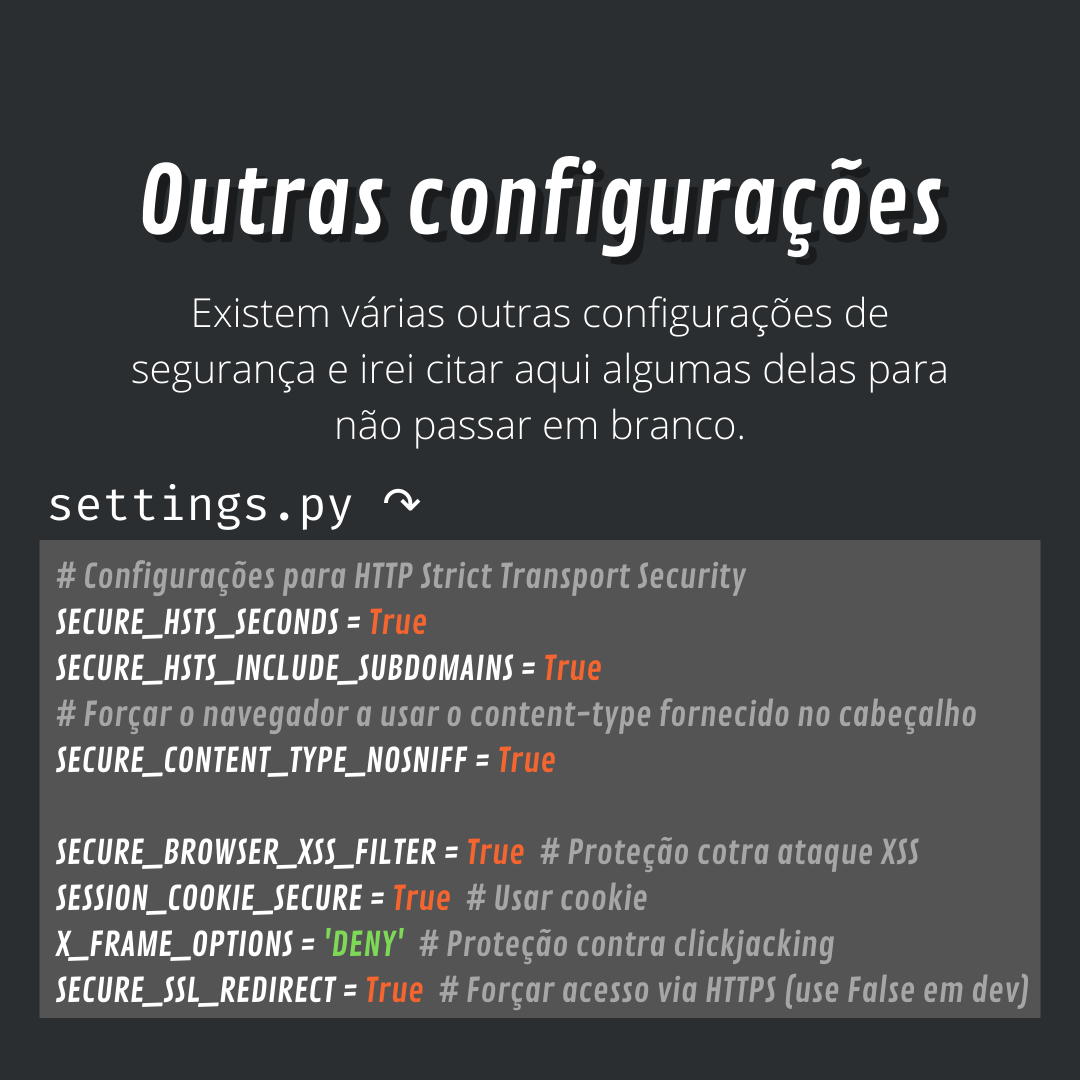 Outras configurações
Existem várias outras configurações de
segurança e irei citar aqui algumas delas para
não passar em branco.
settings.py ↷
# Configurações para HTTP Strict Transport Security
SECURE_HSTS_SECONDS = True
SECURE_HSTS_INCLUDE_SUBDOMAINS = True
# Forçar o navegador a usar o content-type fornecido no cabeçalho
SECURE_CONTENT_TYPE_NOSNIFF = True
SECURE_BROWSER_XSS_FILTER = True # Proteção cotra ataque XSS
SESSION_COOKIE_SECURE = True # Usar cookie
X_FRAME_OPTIONS = 'DENY' # Proteção contra clickjacking
SECURE_SSL_REDIRECT = True # Forçar acesso via HTTPS (use False em dev)